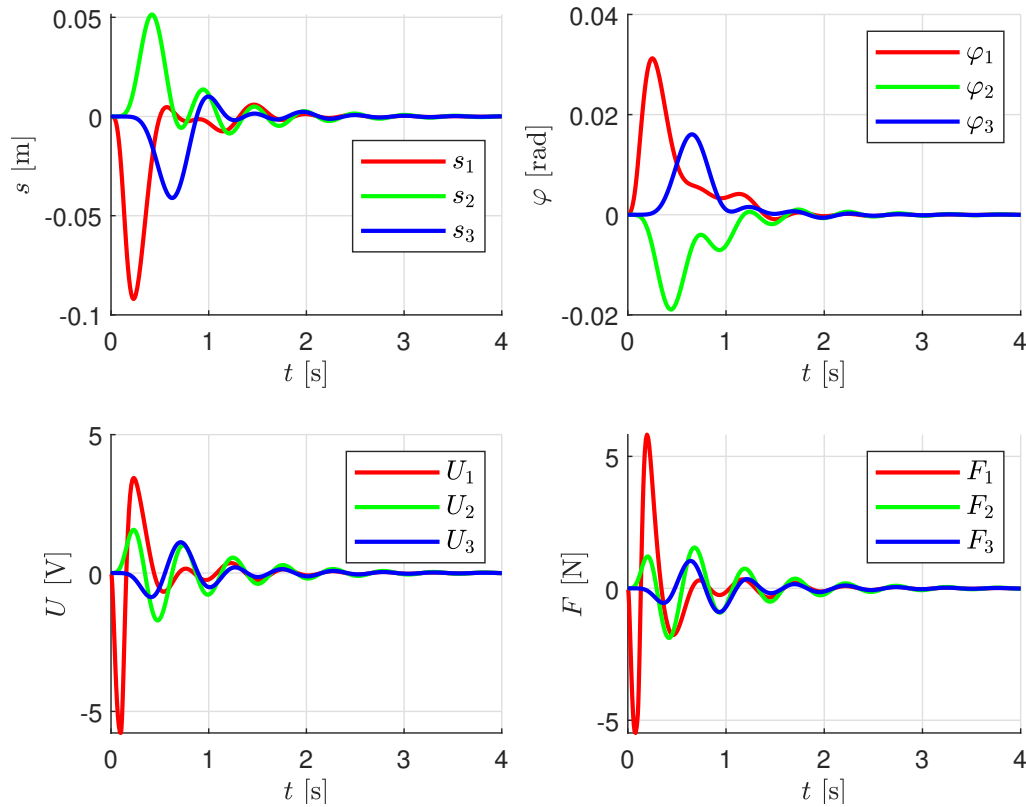 0.05
0
-0.05
-0.1
s [m]
s₁
s₂
s₃
0 1 2 3 4
t [s]
0.04
0.02
0
-0.02
φ [rad]
φ₁
φ₂
φ₃
0 1 2 3 4
t [s]
5
0
-5
U [V]
U₁
U₂
U₃
0 1 2 3 4
t [s]
5
0
-5
F [N]
F₁
F₂
F₃
0 1 2 3 4
t [s]